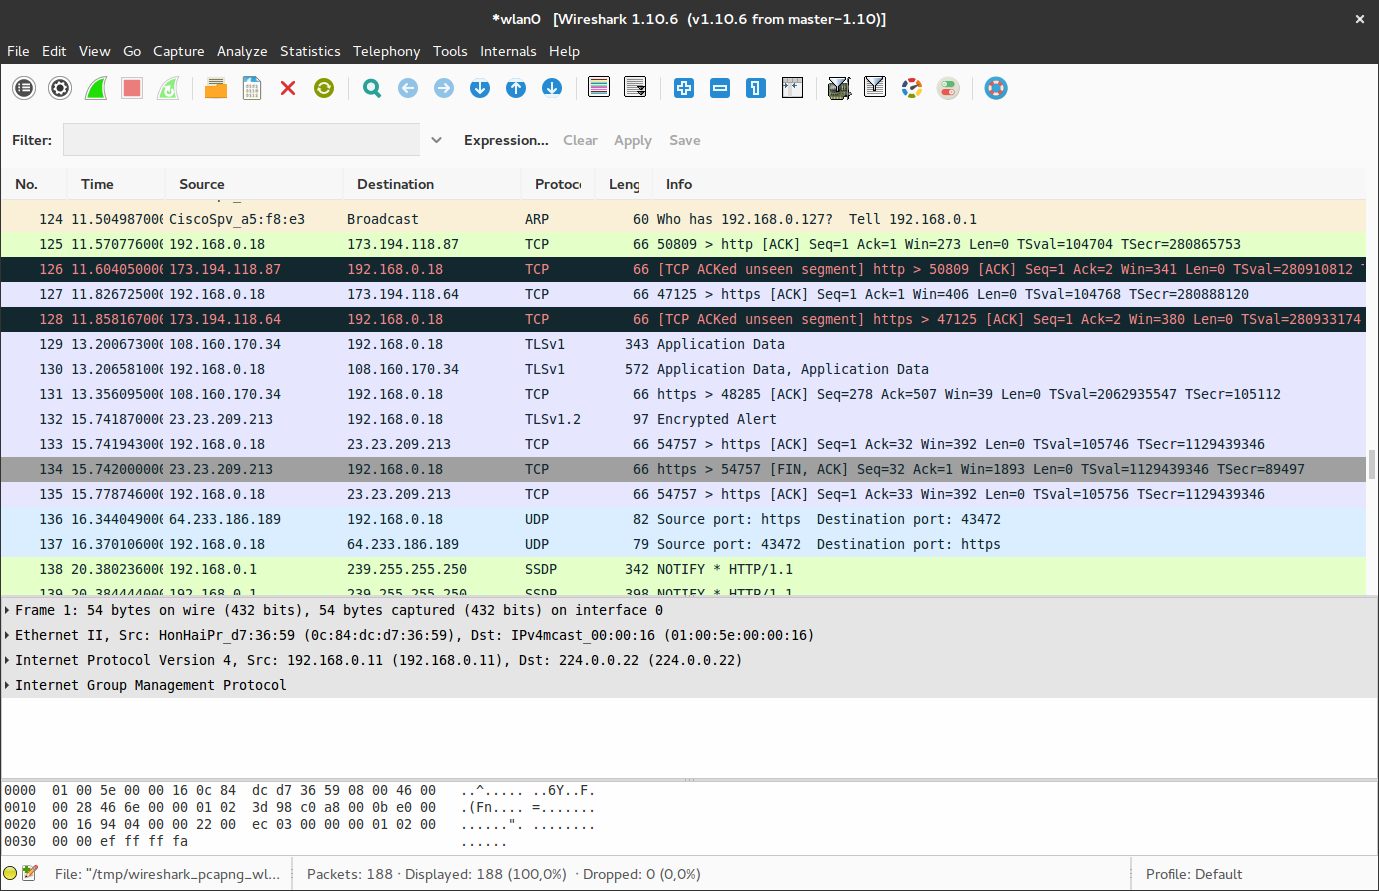 *wlan0 [Wireshark 1.10.6 (v1.10.6 from master-1.10)]
File Edit View Go Capture Analyze Statistics Telephony Tools Internals Help
Filter: Expression... Clear Apply Save
No. Time Source Destination Protoc Leng Info
124 11.504987000 CiscoSpv_a5:f8:e3 Broadcast ARP 60 Who has 192.168.0.127? Tell 192.168.0.1
125 11.570776000 192.168.0.18 173.194.118.87 TCP 66 50809 > http [ACK] Seq=1 Ack=1 Win=273 Len=0 TSval=104704 TSecr=280865753
126 11.604050000 173.194.118.87 192.168.0.18 TCP 66 [TCP ACKed unseen segment] http > 50809 [ACK] Seq=1 Ack=2 Win=341 Len=0 TSval=280910812
127 11.826725000 192.168.0.18 173.194.118.64 TCP 66 47125 > https [ACK] Seq=1 Ack=1 Win=406 Len=0 TSval=104768 TSecr=280888120
128 11.858167000 173.194.118.64 192.168.0.18 TCP 66 [TCP ACKed unseen segment] https > 47125 [ACK] Seq=1 Ack=2 Win=380 Len=0 TSval=280933174
129 13.200673000 108.160.170.34 192.168.0.18 TLSv1 343 Application Data
130 13.206581000 192.168.0.18 108.160.170.34 TLSv1 572 Application Data, Application Data
131 13.356095000 108.160.170.34 192.168.0.18 TCP 66 https > 48285 [ACK] Seq=278 Ack=507 Win=39 Len=0 TSval=2062935547 TSecr=105112
132 15.741870000 23.23.209.213 192.168.0.18 TLSv1.2 97 Encrypted Alert
133 15.741943000 192.168.0.18 23.23.209.213 TCP 66 54757 > https [ACK] Seq=1 Ack=32 Win=392 Len=0 TSval=105746 TSecr=1129439346
134 15.742000000 23.23.209.213 192.168.0.18 TCP 66 https > 54757 [FIN, ACK] Seq=32 Ack=1 Win=1893 Len=0 TSval=1129439346 TSecr=89497
135 15.778746000 192.168.0.18 23.23.209.213 TCP 66 54757 > https [ACK] Seq=1 Ack=33 Win=392 Len=0 TSval=105756 TSecr=1129439346
136 16.344049000 64.233.186.189 192.168.0.18 UDP 82 Source port: https Destination port: 43472
137 16.370106000 192.168.0.18 64.233.186.189 UDP 79 Source port: 43472 Destination port: https
138 20.380236000 192.168.0.1 239.255.255.250 SSDP 342 NOTIFY * HTTP/1.1
139 20.384444000 192.168.0.1 239.255.255.250 SSDP 398 NOTIFY * HTTP/1.1
Frame 1: 54 bytes on wire (432 bits), 54 bytes captured (432 bits) on interface 0
Ethernet II, Src: HonHaiPr_d7:36:59 (0c:84:dc:d7:36:59), Dst: IPv4mcast_00:00:16 (01:00:5e:00:00:16)
Internet Protocol Version 4, Src: 192.168.0.11 (192.168.0.11), Dst: 224.0.0.22 (224.0.0.22)
Internet Group Management Protocol
0000 01 00 5e 00 00 16 0c 84 dc d7 36 59 08 00 46 00 ..^..... ..6Y..F.
0010 00 28 46 6e 00 00 01 02 3d 98 c0 a8 00 0b e0 00 .(Fn.... =.......
0020 00 16 94 04 00 00 22 00 ec 03 00 00 00 01 02 00 ......". ........
0030 00 00 ef ff ff fa ......
File: "/tmp/wireshark_pcapng_wl... Packets: 188 · Displayed: 188 (100,0%) · Dropped: 0 (0,0%) Profile: Default